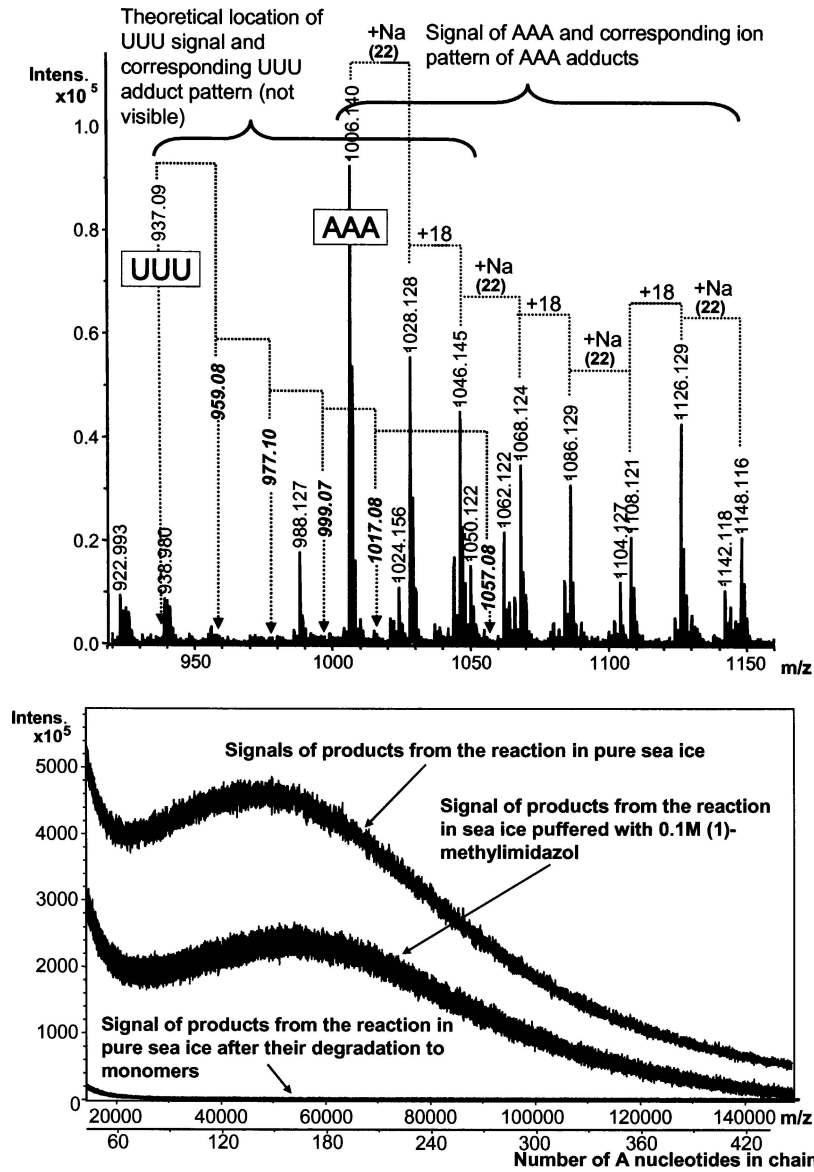 Theoretical location of
UUU signal and
corresponding UUU
adduct pattern (not
visible)
+Na
(22)
Signal of AAA and corresponding ion
pattern of AAA adducts
Intens.
x10⁵
1.0
0.8
0.6
0.4
0.2
0.0
937.09
UUU
1006.140
AAA
+18
+Na
(22)
+18
+Na
(22)
+18
+Na
(22)
922.993
938.980
959.08
977.10
988.127
999.07
1017.08
1024.156
1028.128
1046.145
1050.122
1057.08
1062.122
1068.124
1086.129
1104.127
1108.121
1126.129
1142.118
1148.116
950
1000
1050
1100
1150
m/z
Intens.
x10⁵
5000
4000
3000
2000
1000
0
Signals of products from the reaction in pure sea ice
Signal of products from the reaction
in sea ice puffered with 0.1M (1)-
methylimidazol
Signal of products from the reaction in
pure sea ice after their degradation to
monomers
20000 40000 60000 80000 100000 120000 140000 m/z
60 120 180 240 300 360 420
Number of A nucleotides in chain